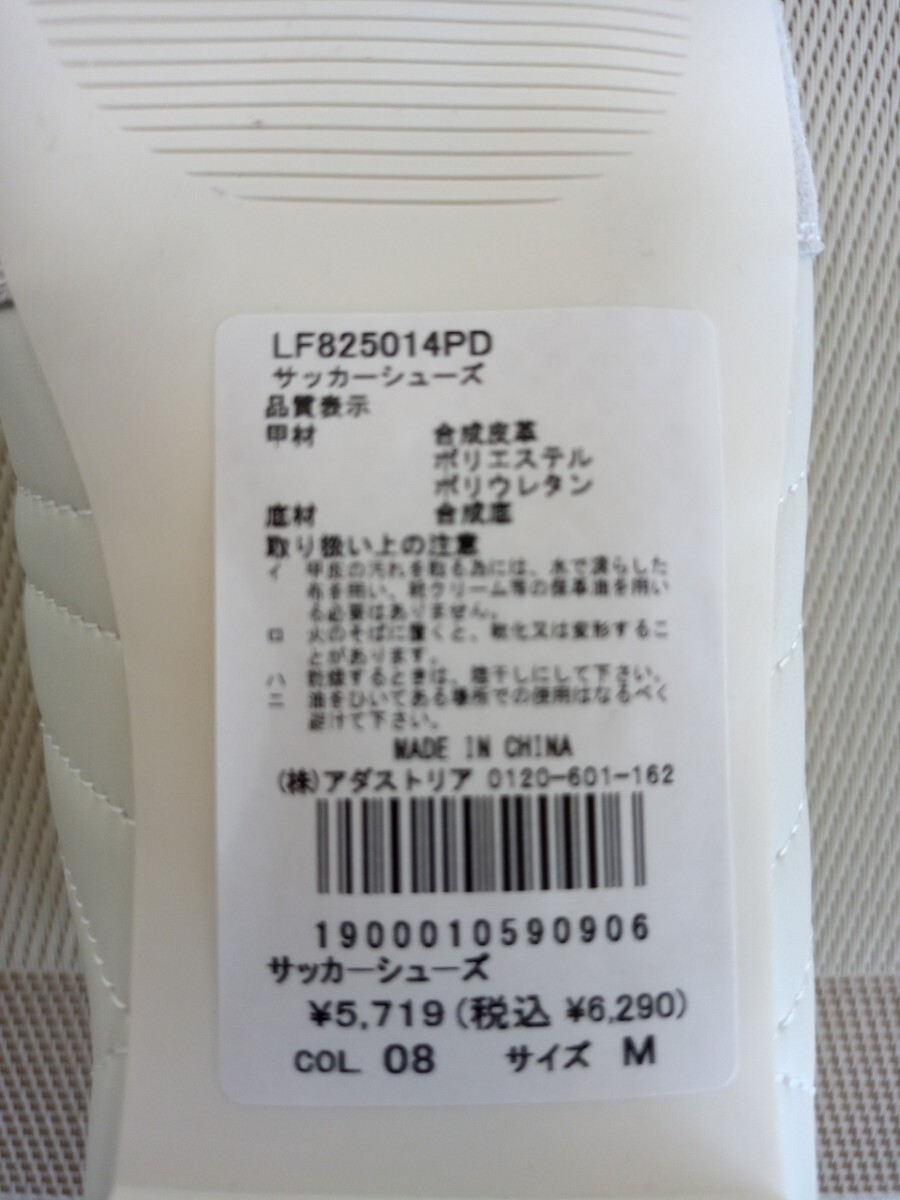 LF825014PD
サッカーシューズ
品質表示
甲材 合成皮革
ポリエステル
ポリウレタン
底材 合成底
取り扱い上の注意
イ 甲皮の汚れを取る為には、水で濡らした
布を用い、靴クリーム等の保革油を用い
る必要はありません。
ロ 火のそばに置くと、軟化又は変形するこ
とがあります。
ハ 乾燥するときは、陰干しにして下さい。
ニ 油をひいてある場所での使用はなるべく
避けて下さい。
MADE IN CHINA
(株)アダストリア 0120-601-162
1900010590906
サッカーシューズ
¥5,719(税込 ¥6,290)
COL 08 サイズ M